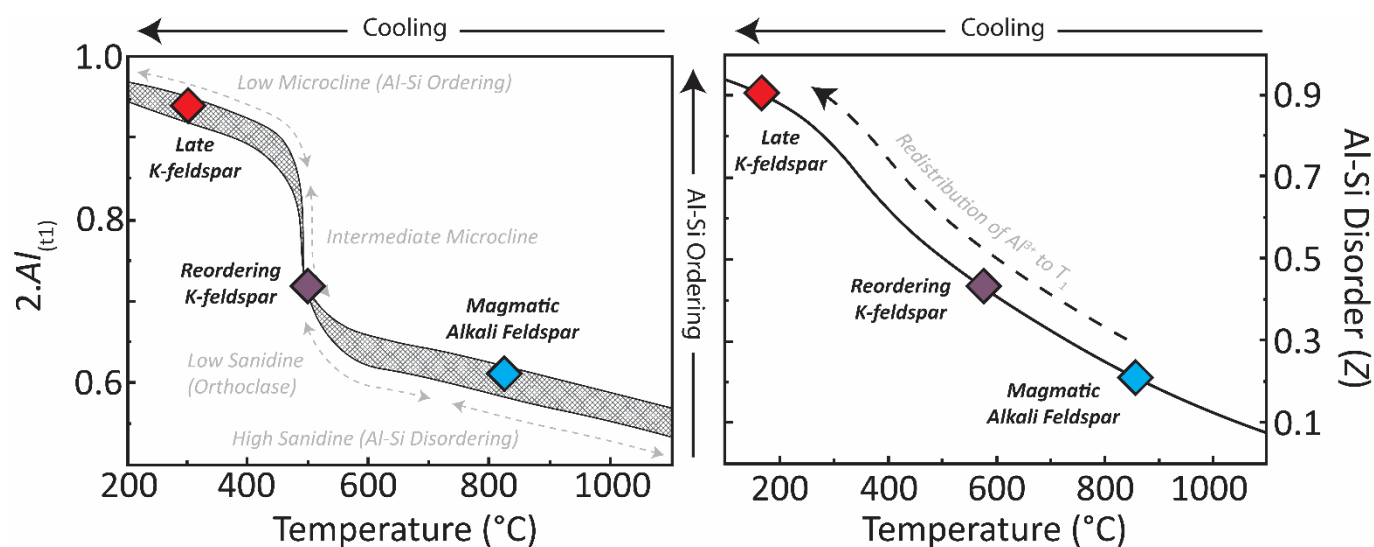 Cooling
1.0
0.8
0.6
2.Al(t1)
Low Microcline (Al-Si Ordering)
Late
K-feldspar
Intermediate Microcline
Reordering
K-feldspar
Magmatic
Alkali Feldspar
Low Sanidine
(Orthoclase)
High Sanidine (Al-Si Disordering)
200 400 600 800 1000
Temperature (°C)
Al-Si Ordering
Cooling
Late
K-feldspar
Redistribution of Al³⁺ to T₁
Reordering
K-feldspar
Magmatic
Alkali Feldspar
0.9
0.7
0.5
0.3
0.1
Al-Si Disorder (Z)
200 400 600 800 1000
Temperature (°C)